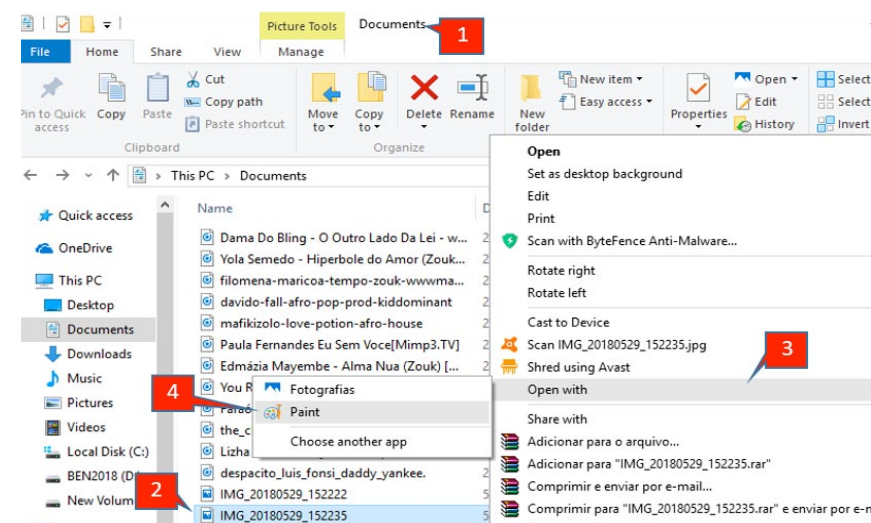 Picture Tools
Documents
1
File
Home
Share
View
Manage
Pin to Quick access
Copy
Paste
Cut
Copy path
Paste shortcut
Move to
Copy to
Delete
Rename
New folder
New item
Easy access
Properties
Open
Edit
History
Select
Select
Invert
Clipboard
Organize
This PC > Documents
Quick access
OneDrive
This PC
Desktop
Documents
Downloads
Music
Pictures
Videos
Local Disk (C:)
BEN2018 (D
New Volum
Name
Dama Do Bling - O Outro Lado Da Lei - w...
Yola Semedo - Hiperbole do Amor (Zouk...
filomena-maricoa-tempo-zouk-wwwma...
davido-fall-afro-pop-prod-kiddominant
mafikizolo-love-potion-afro-house
Paula Fernandes Eu Sem Voce[Mimp3.TV]
Edmázia Mayembe - Alma Nua (Zouk) [...
You R
the_c
Lizha
despacito_luis_fonsi_daddy_yankee.
IMG_20180529_152222
IMG_20180529_152235
2
4
Fotografias
Paint
Choose another app
Open
Set as desktop background
Edit
Print
Scan with ByteFence Anti-Malware...
Rotate right
Rotate left
Cast to Device
Scan IMG_20180529_152235.jpg
Shred using Avast
Open with
3
Share with
Adicionar para o arquivo...
Adicionar para "IMG_20180529_152235.rar"
Comprimir e enviar por e-mail...
Comprimir para "IMG_20180529_152235.rar" e enviar por e-m